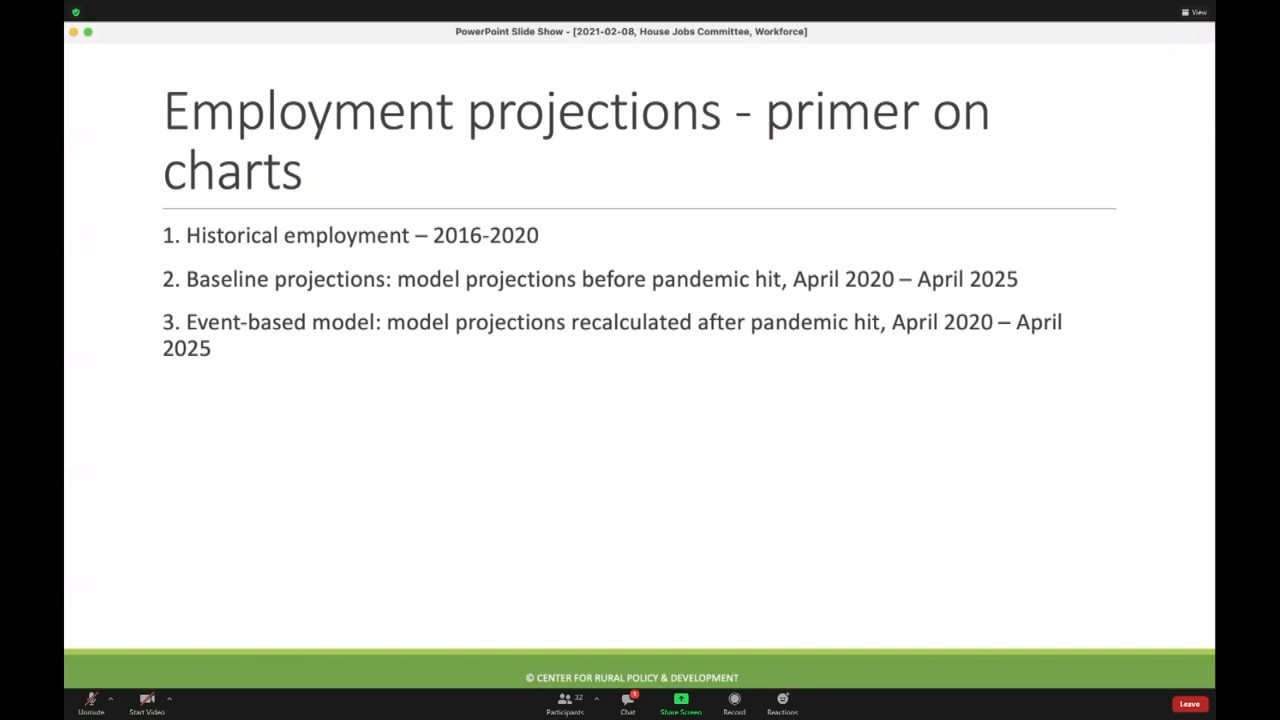 View
PowerPoint Slide Show - [2021-02-08, House Jobs Committee, Workforce]
Employment projections - primer on
charts
1. Historical employment – 2016-2020
2. Baseline projections: model projections before pandemic hit, April 2020 – April 2025
3. Event-based model: model projections recalculated after pandemic hit, April 2020 – April
2025
© CENTER FOR RURAL POLICY & DEVELOPMENT
32
1
Unmute
Start Video
Participants
Chat
Share Screen
Record
Reactions
Leave